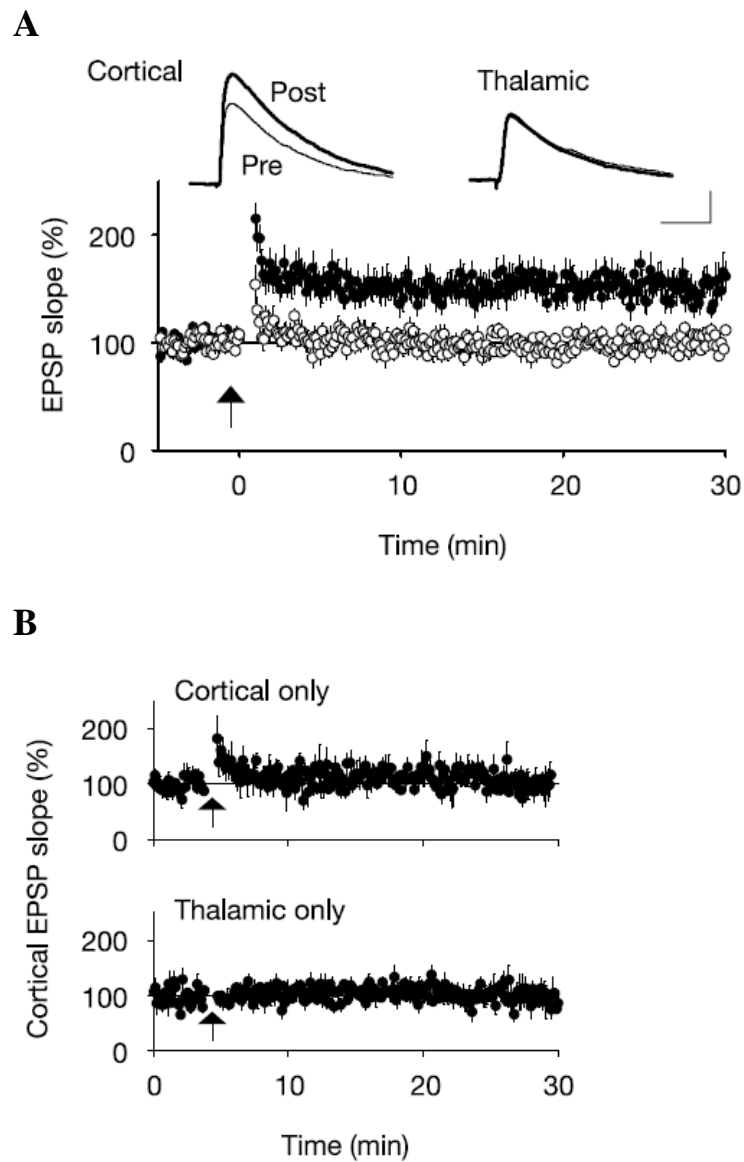 A
Cortical
Post
Thalamic
Pre
EPSP slope (%)
200
100
0
0 10 20 30
Time (min)
B
Cortical EPSP slope (%)
Cortical only
200
100
0
Thalamic only
200
100
0
0 10 20 30
Time (min)